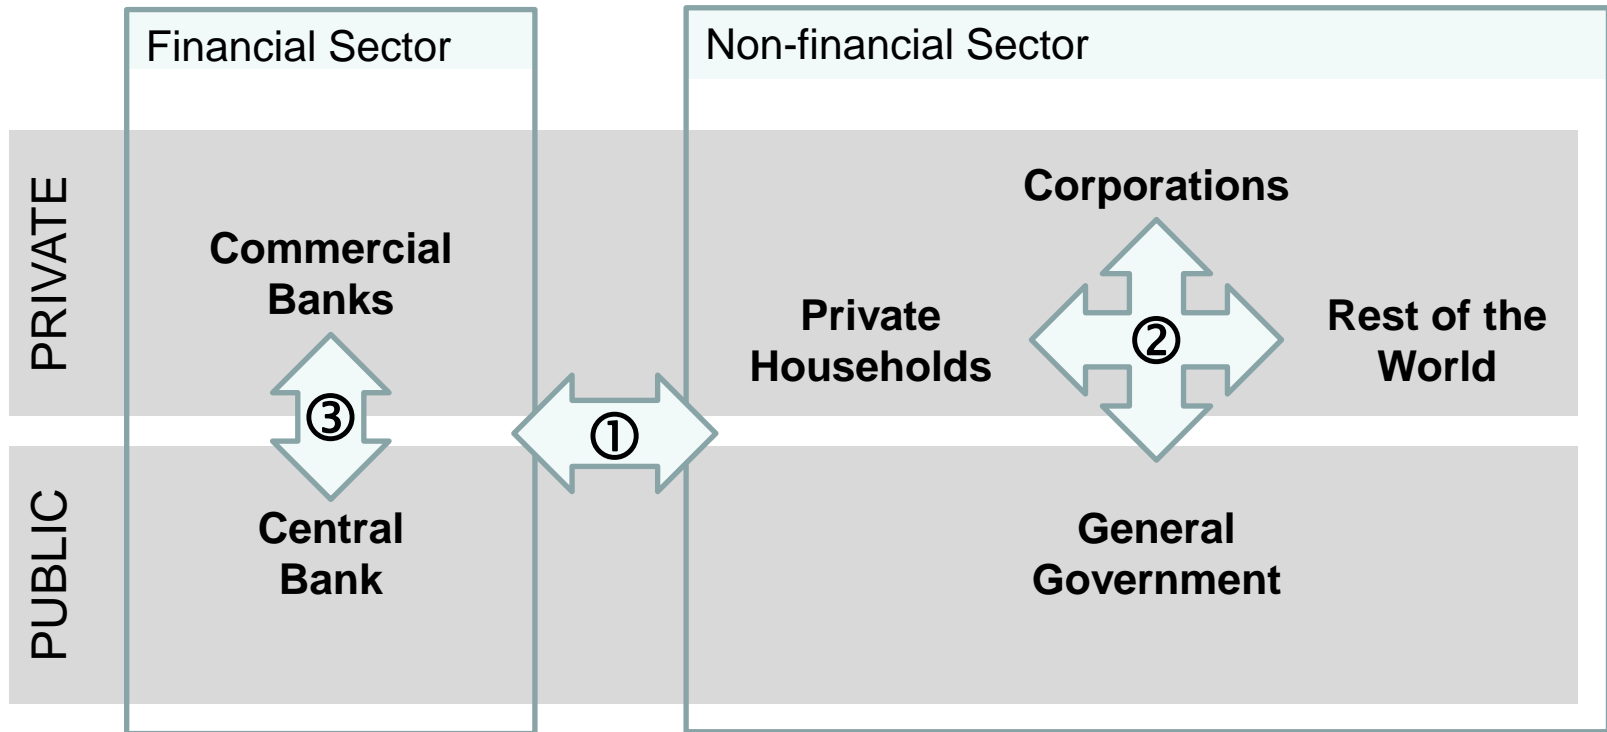 Financial Sector
Non-financial Sector
PRIVATE
Corporations
Commercial
Banks
Private
Households
②
Rest of the
World
③
①
PUBLIC
Central
Bank
General
Government